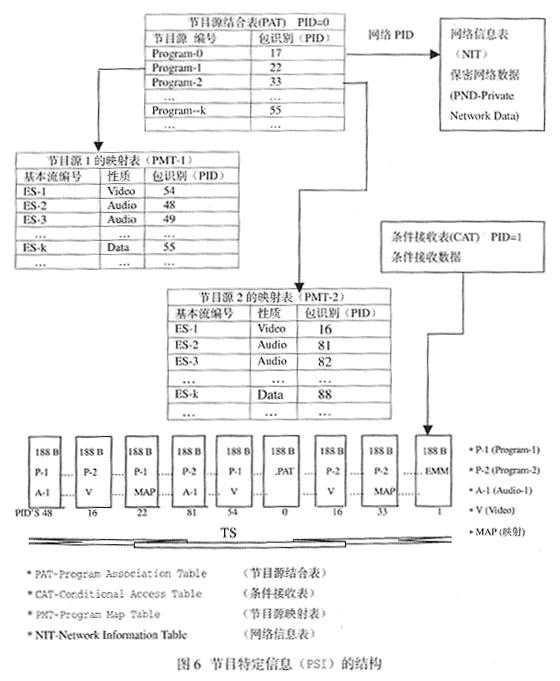 节目源结合表(PAT) PID=0
节目源 编号 包识别（PID）
Program-0 17
Program-1 22
Program-2 33
... ...
Program--k 55
网络 PID
网络信息表
（NIT）
保密网络数据
(PND-Private
Network Data)
节目源 1 的映射表（PMT-1）
基本流编号 性质 包识别（PID）
ES-1 Video 54
ES-2 Audio 48
ES-3 Audio 49
... ... ...
ES-k Data 55
... ... ...
条件接收表(CAT) PID=1
条件接收数据
节目源 2 的映射表（PMT-2）
基本流编号 性质 包识别（PID）
ES-1 Video 16
ES-2 Audio 81
ES-3 Audio 82
... ... ...
ES-k Data 88
... ... ...
188 B 188 B 188 B 188 B 188 B 188 B 188 B 188 B 188 B
P-1 P-2 P-1 P-2 P-1 PAT P-2 P-2 EMM
A-1 V MAP A-1 V V MAP
PID'S 48 16 22 81 54 0 16 33 1
* P-1 (Program-1)
* P-2 (Program-2)
* A-1 (Audio-1)
* V (Video)
* MAP (映射)
TS
* PAT-Program Association Table （节目源结合表）
* CAT-Conditional Access Table （条件接收表）
* PMT-Program Map Table （节目源映射表）
* NIT-Network Information Table （网络信息表）
图 6 节目特定信息（PSI）的结构